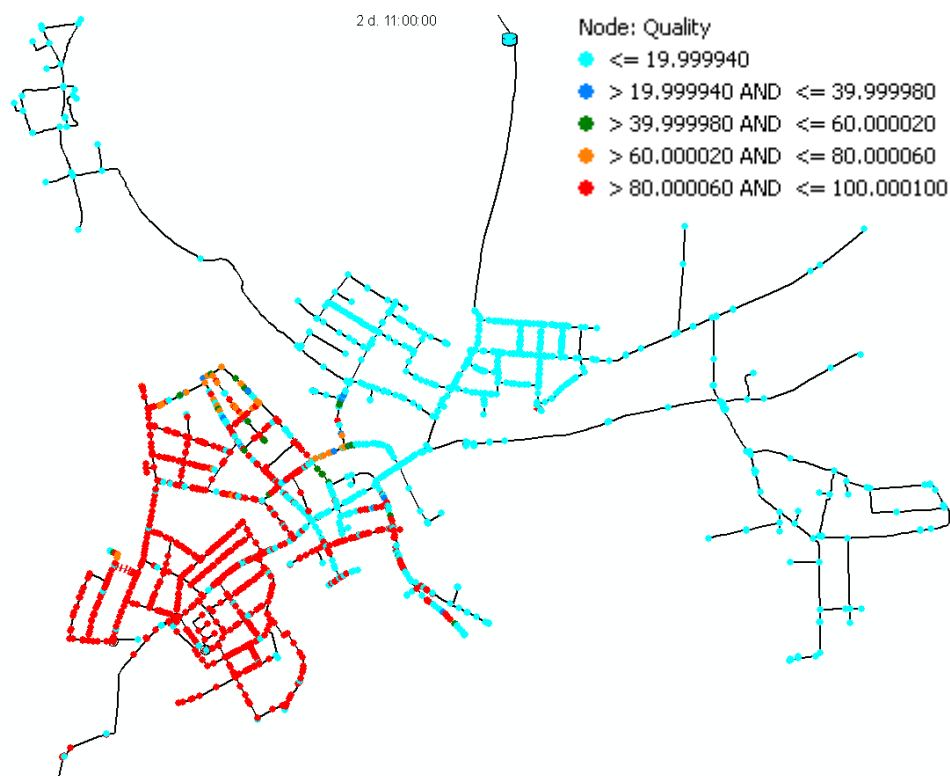 2 d. 11:00:00
Node: Quality
<= 19.999940
> 19.999940 AND <= 39.999980
> 39.999980 AND <= 60.000020
> 60.000020 AND <= 80.000060
> 80.000060 AND <= 100.000100